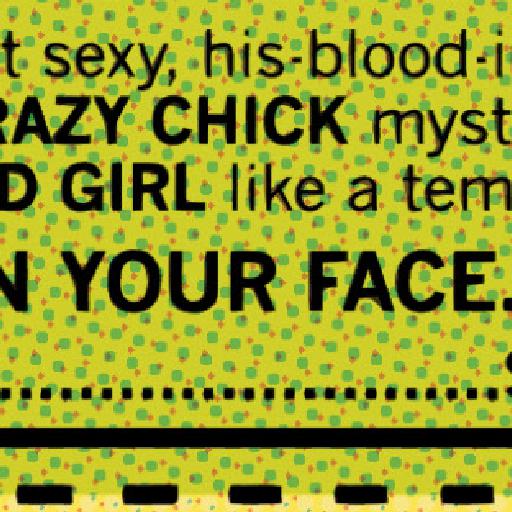 t sexy, his-blood-i
RAZY CHICK myst
D GIRL like a tem
N YOUR FACE.